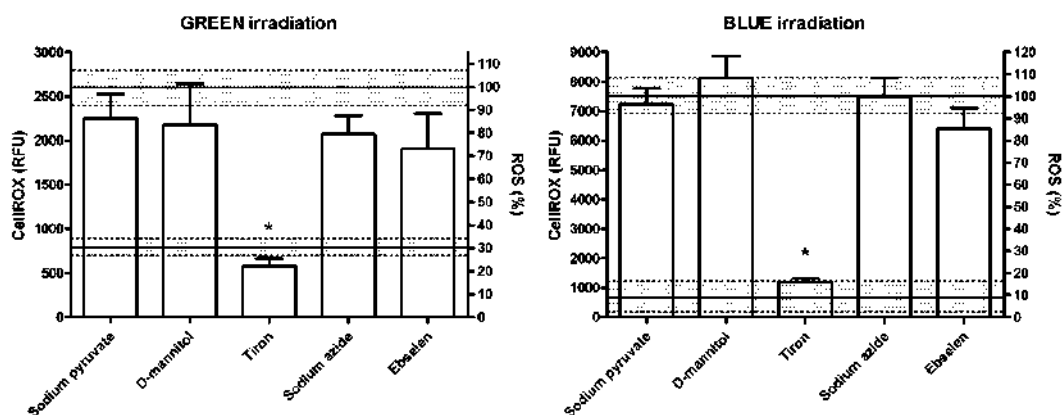 GREEN irradiation
3000
2500
2000
1500
1000
500
0
CellROX (RFU)
110
100
90
80
70
60
50
40
30
20
10
0
ROS (%)
*
Sodium pyruvate
D-mannitol
Tiron
Sodium azide
Ebselen
BLUE irradiation
9000
8000
7000
6000
5000
4000
3000
2000
1000
0
CellROX (RFU)
120
110
100
90
80
70
60
50
40
30
20
10
0
ROS (%)
*
Sodium pyruvate
D-mannitol
Tiron
Sodium azide
Ebselen